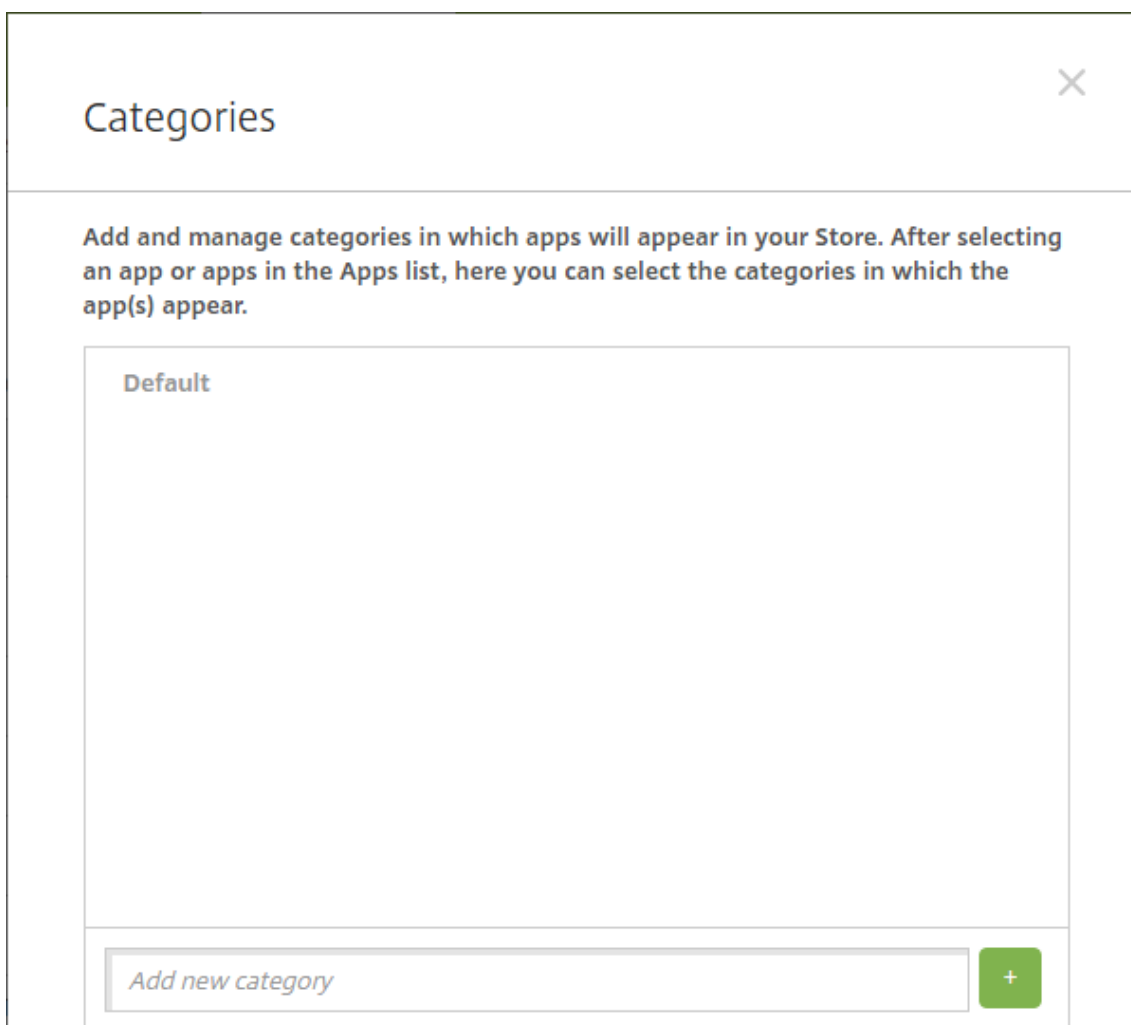 Categories
Add and manage categories in which apps will appear in your Store. After selecting
an app or apps in the Apps list, here you can select the categories in which the
app(s) appear.
Default
Add new category
+